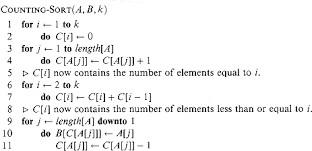 COUNTING-SORT(A, B, k)
1 for i ← 1 to k
2 do C[i] ← 0
3 for j ← 1 to length[A]
4 do C[A[j]] ← C[A[j]] + 1
5 ▷ C[i] now contains the number of elements equal to i.
6 for i ← 2 to k
7 do C[i] ← C[i] + C[i − 1]
8 ▷ C[i] now contains the number of elements less than or equal to i.
9 for j ← length[A] downto 1
10 do B[C[A[j]]] ← A[j]
11 C[A[j]] ← C[A[j]] − 1